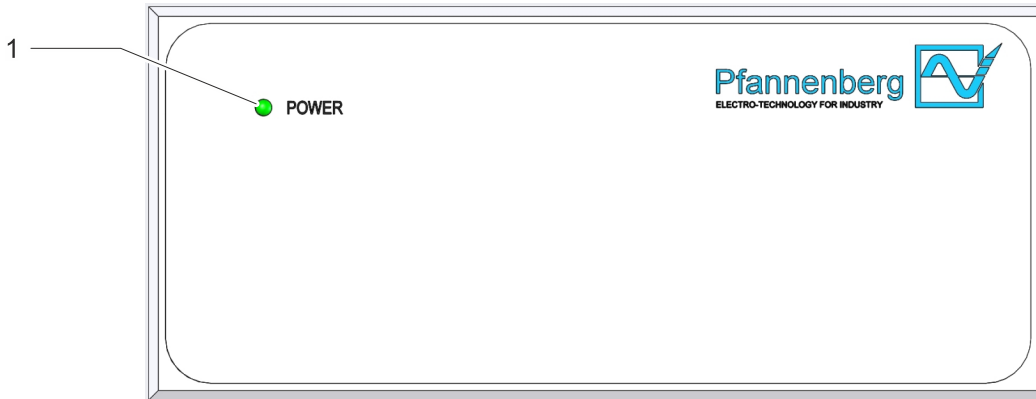 1
POWER
Pfannenberg
ELECTRO-TECHNOLOGY FOR INDUSTRY